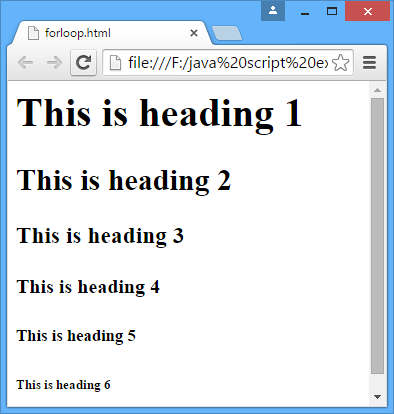 forloop.html
file:///F:/java%20script%20ex
This is heading 1
This is heading 2
This is heading 3
This is heading 4
This is heading 5
This is heading 6